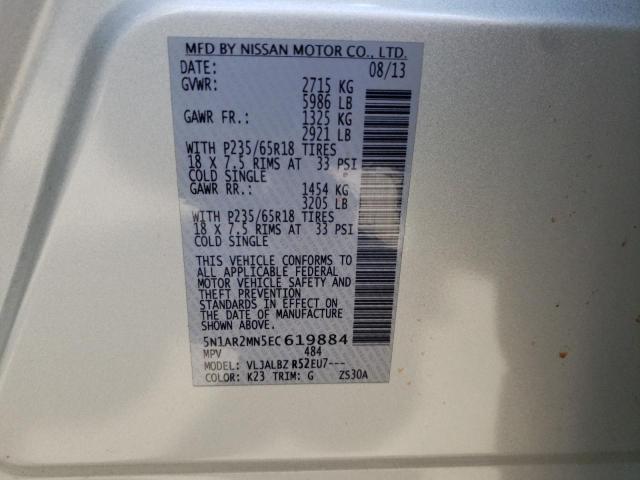 MFD BY NISSAN MOTOR CO., LTD.
DATE: 08/13
GVWR: 2715 KG
5986 LB
GAWR FR.: 1325 KG
2921 LB
WITH P235/65R18 TIRES
18 X 7.5 RIMS AT 33 PSI
COLD SINGLE
GAWR RR.: 1454 KG
3205 LB
WITH P235/65R18 TIRES
18 X 7.5 RIMS AT 33 PSI
COLD SINGLE
THIS VEHICLE CONFORMS TO
ALL APPLICABLE FEDERAL
MOTOR VEHICLE SAFETY AND
THEFT PREVENTION
STANDARDS IN EFFECT ON
THE DATE OF MANUFACTURE
SHOWN ABOVE.
5N1AR2MN5EC619884
MPV 484
MODEL: VLJALBZ R52EU7---
COLOR: K23 TRIM: G ZS30A